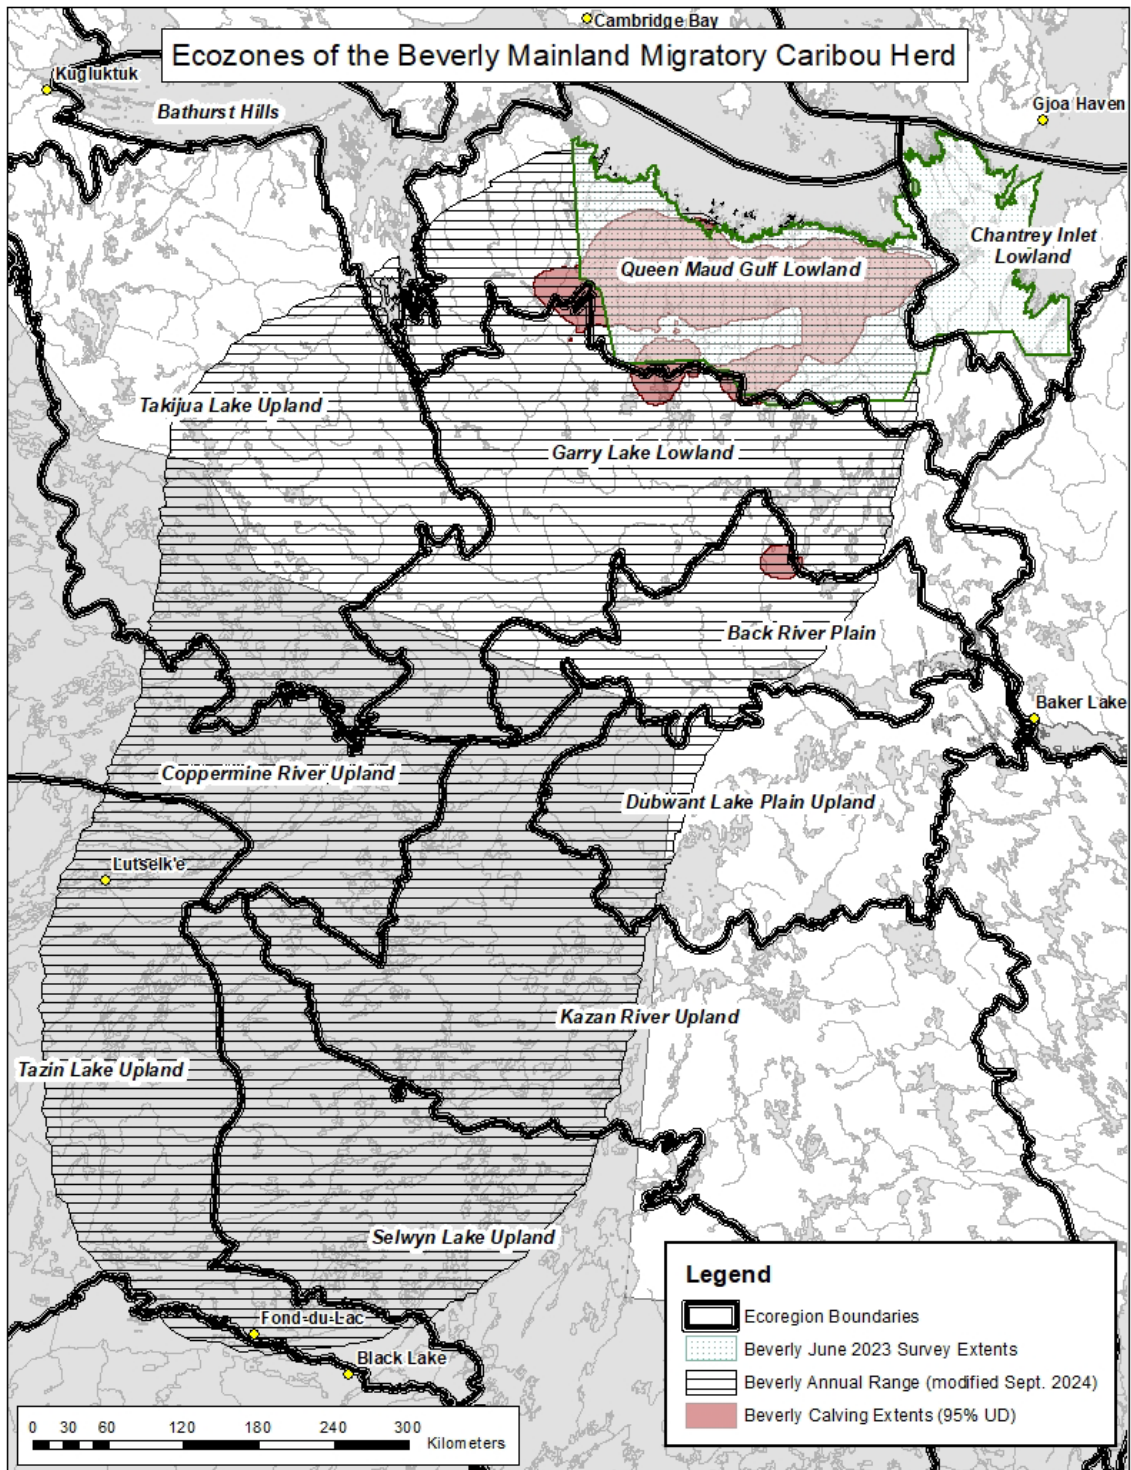 Cambridge Bay
Ecozones of the Beverly Mainland Migratory Caribou Herd
Kugluktuk
Bathurst Hills
Gjoa Haven
Chantrey Inlet
Lowland
Queen Maud Gulf Lowland
Takijua Lake Upland
Garry Lake Lowland
Back River Plain
Baker Lake
Coppermine River Upland
Dubwant Lake Plain Upland
Lutselk'e
Kazan River Upland
Tazin Lake Upland
Selwyn Lake Upland
Fond-du-Lac
Black Lake
Legend
Ecoregion Boundaries
Beverly June 2023 Survey Extents
Beverly Annual Range (modified Sept. 2024)
Beverly Calving Extents (95% UD)
0 30 60 120 180 240 300
Kilometers